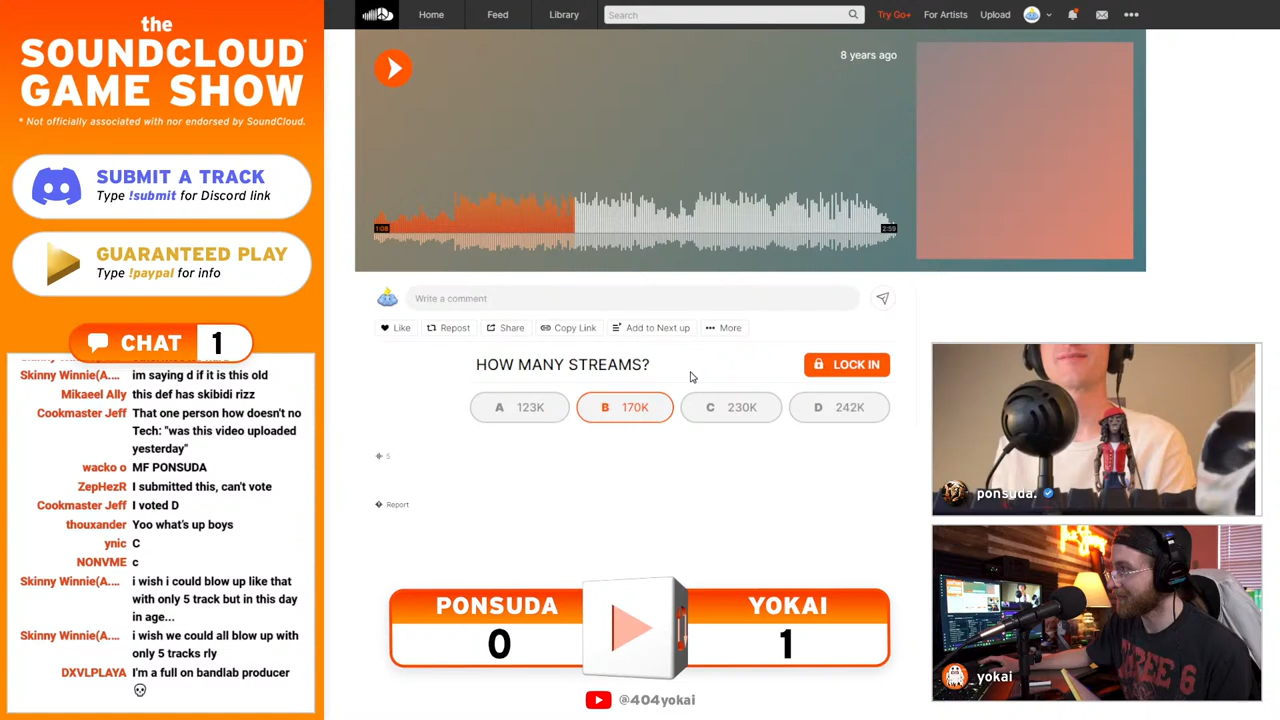 the
SOUNDCLOUD
GAME SHOW
* Not officially associated with nor endorsed by SoundCloud.
SUBMIT A TRACK
Type !submit for Discord link
GUARANTEED PLAY
Type !paypal for info
CHAT 1
Skinny Winnie(A.... im saying d if it is this old
Mikaeel Ally this def has skibidi rizz
Cookmaster Jeff That one person how doesn't no
Tech: "was this video uploaded
yesterday"
wacko o MF PONSUDA
ZepHezR I submitted this, can't vote
Cookmaster Jeff I voted D
thouxander Yoo what's up boys
ynic C
NONVME c
Skinny Winnie(A.... i wish i could blow up like that
with only 5 track but in this day
in age...
Skinny Winnie(A.... i wish we could all blow up with
only 5 tracks rly
DXVLPLAYA I'm a full on bandlab producer
Home Feed Library Search Try Go+ For Artists Upload
8 years ago
1:08 2:59
Write a comment
Like Repost Share Copy Link Add to Next up More
HOW MANY STREAMS? LOCK IN
A 123K B 170K C 230K D 242K
5
Report
PONSUDA YOKAI
0 1
@404yokai
ponsuda.
yokai